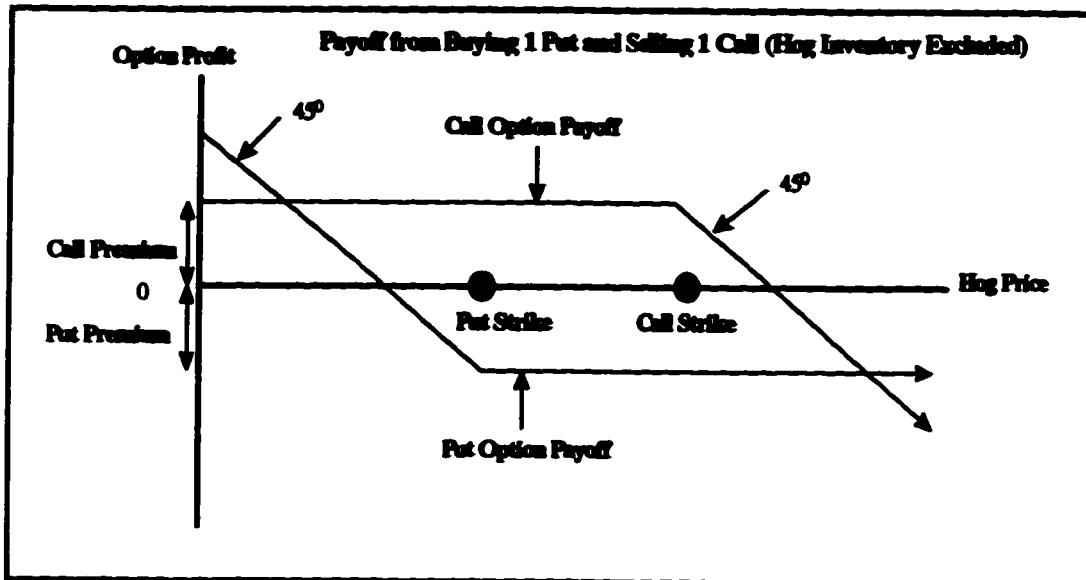 Payoff from Buying 1 Put and Selling 1 Call (Hog Inventory Excluded)
Option Profit
45⁰
Call Option Payoff
45⁰
Call Premium
0
Hog Price
Put Premium
Put Strike
Call Strike
Put Option Payoff